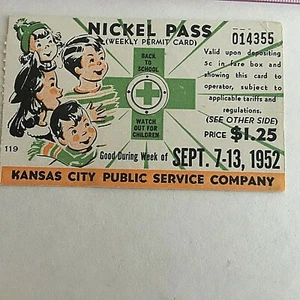 NICKEL PASS
(WEEKLY PERMIT CARD)
014355
BACK
TO
SCHOOL
WATCH
OUT FOR
CHILDREN
Valid upon depositing
5c in fare box and
showing this card to
operator, subject to
applicable tariffs and
regulations.
(SEE OTHER SIDE)
PRICE $1.25
119
Good During Week of SEPT. 7-13, 1952
KANSAS CITY PUBLIC SERVICE COMPANY